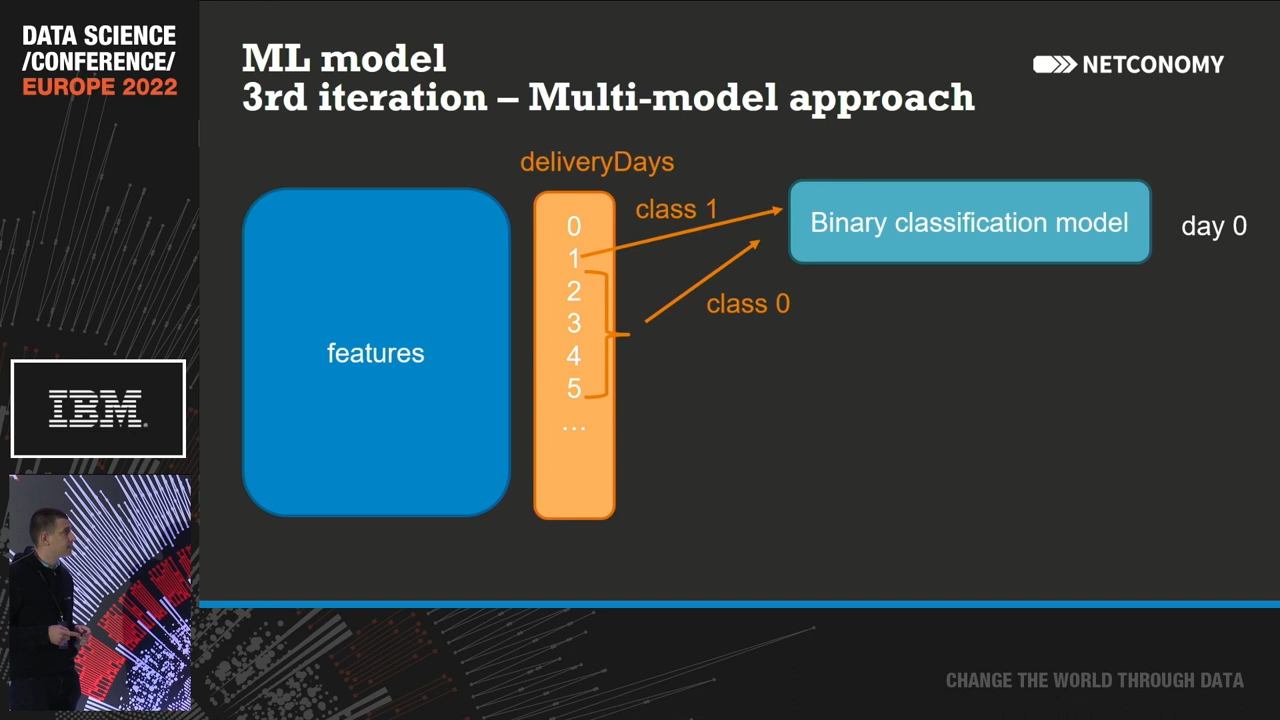 DATA SCIENCE
/CONFERENCE/
EUROPE 2022
ML model
3rd iteration – Multi-model approach
NETCONOMY
deliveryDays
features
0
1
2
3
4
5
...
class 1
class 0
Binary classification model
day 0
IBM
CHANGE THE WORLD THROUGH DATA